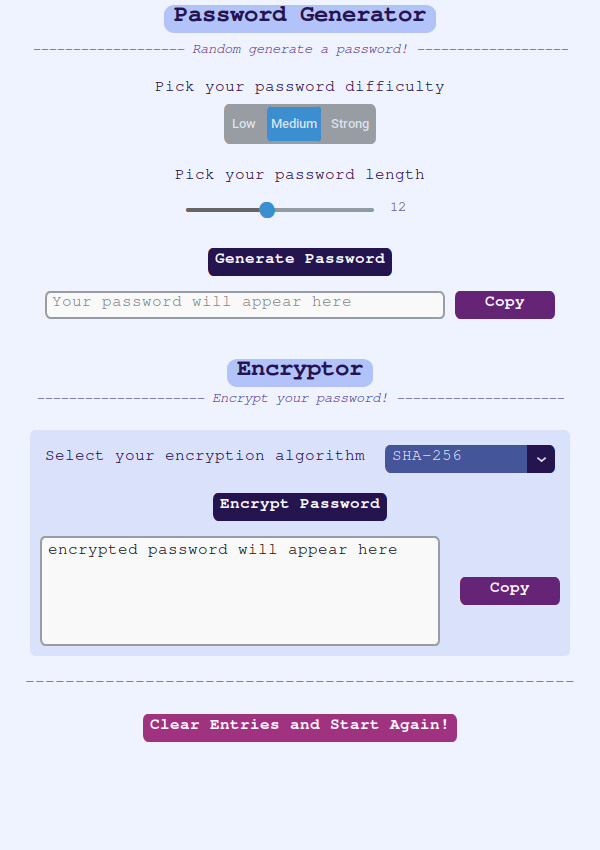 Password Generator
------------------ Random generate a password! ------------------
Pick your password difficulty
Low Medium Strong
Pick your password length
12
Generate Password
Your password will appear here Copy
Encryptor
-------------------- Encrypt your password! --------------------
Select your encryption algorithm SHA-256
Encrypt Password
encrypted password will appear here
Copy
-------------------------------------------------------
Clear Entries and Start Again!